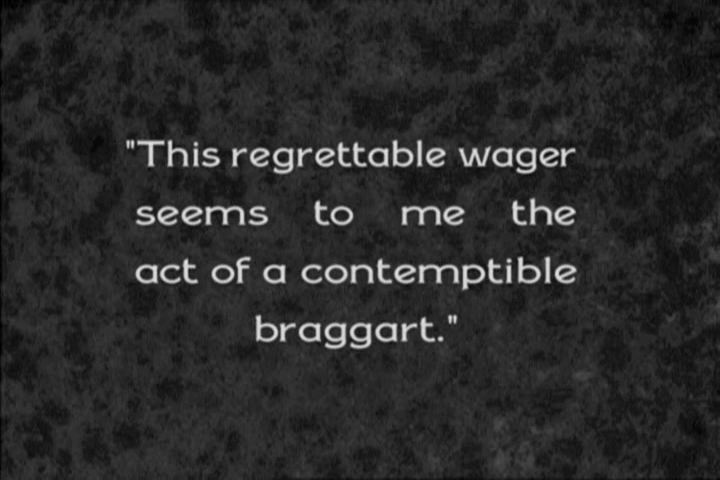 "This regrettable wager
seems to me the
act of a contemptible
braggart."